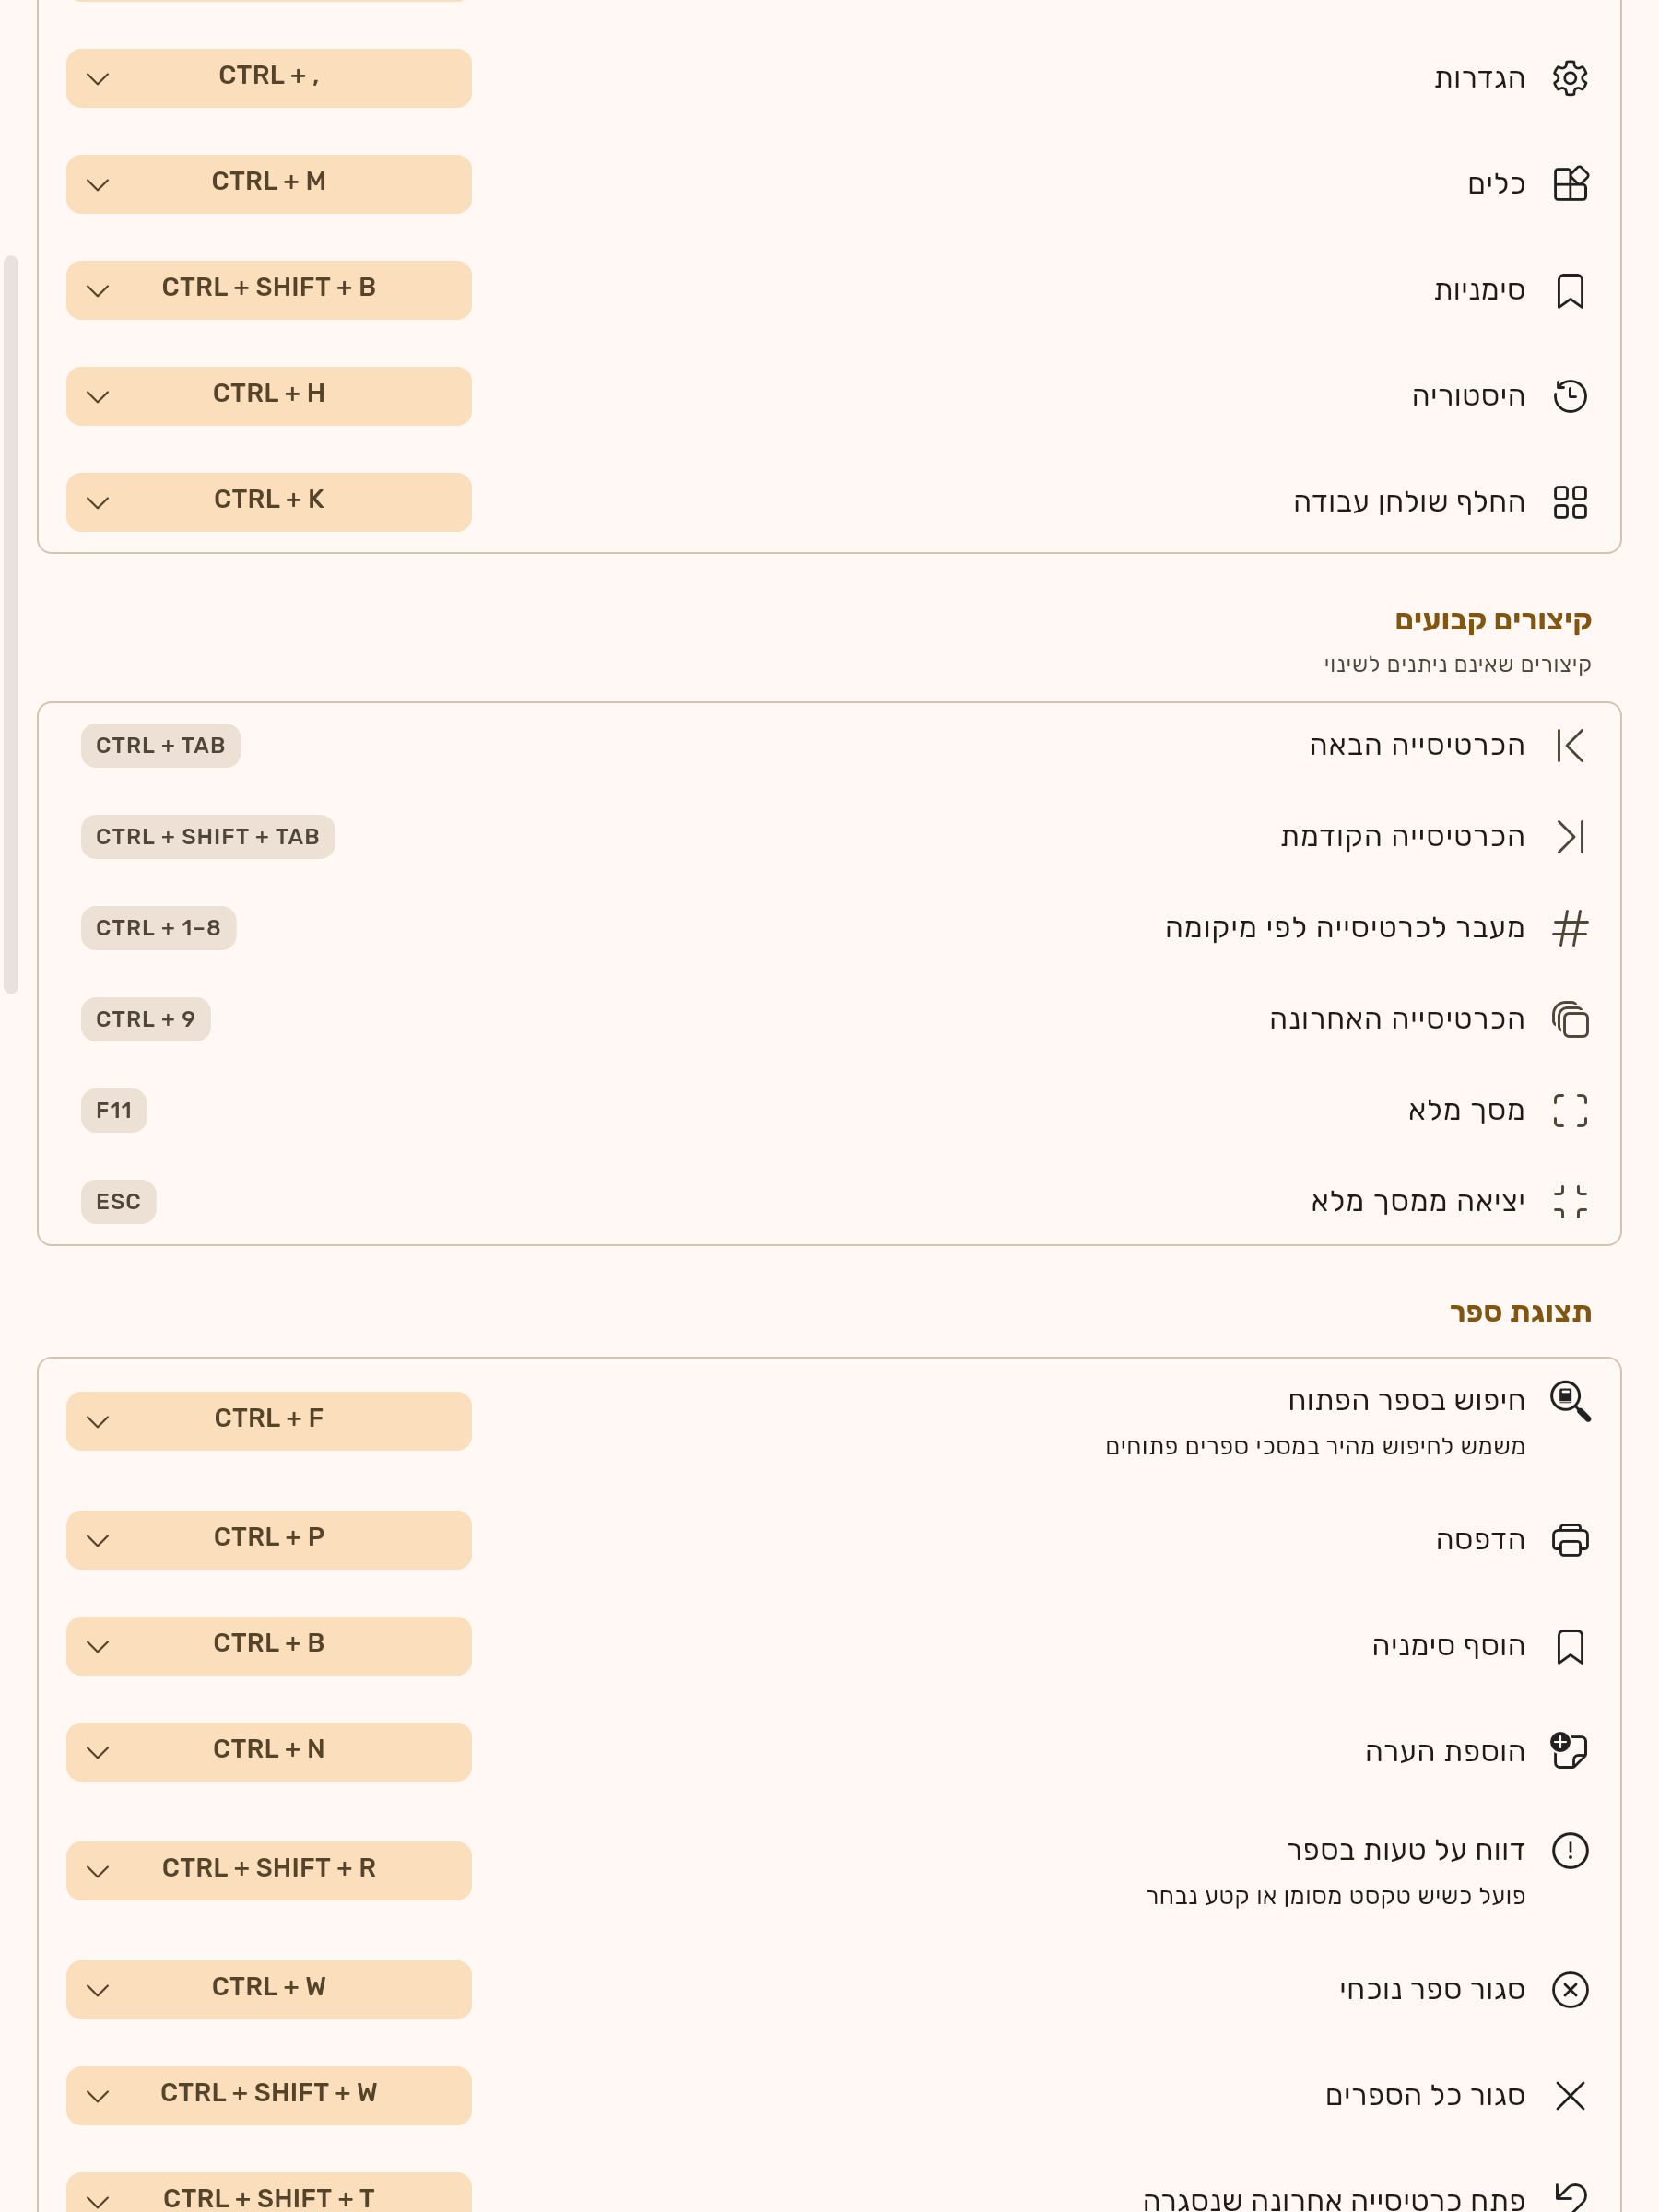 הגדרות
CTRL + ,
כלים
CTRL + M
סימניות
CTRL + SHIFT + B
היסטוריה
CTRL + H
החלף שולחן עבודה
CTRL + K
קיצורים קבועים
קיצורים שאינם ניתנים לשינוי
הכרטיסייה הבאה
CTRL + TAB
הכרטיסייה הקודמת
CTRL + SHIFT + TAB
מעבר לכרטיסייה לפי מיקומה
CTRL + 1–8
הכרטיסייה האחרונה
CTRL + 9
מסך מלא
F11
יציאה ממסך מלא
ESC
תצוגת ספר
חיפוש בספר הפתוח
משמש לחיפוש מהיר במסכי ספרים פתוחים
CTRL + F
הדפסה
CTRL + P
הוסף סימניה
CTRL + B
הוספת הערה
CTRL + N
דווח על טעות בספר
פועל כשיש טקסט מסומן או קטע נבחר
CTRL + SHIFT + R
סגור ספר נוכחי
CTRL + W
סגור כל הספרים
CTRL + SHIFT + W
פתח כרטיסייה אחרונה שנסגרה
CTRL + SHIFT + T